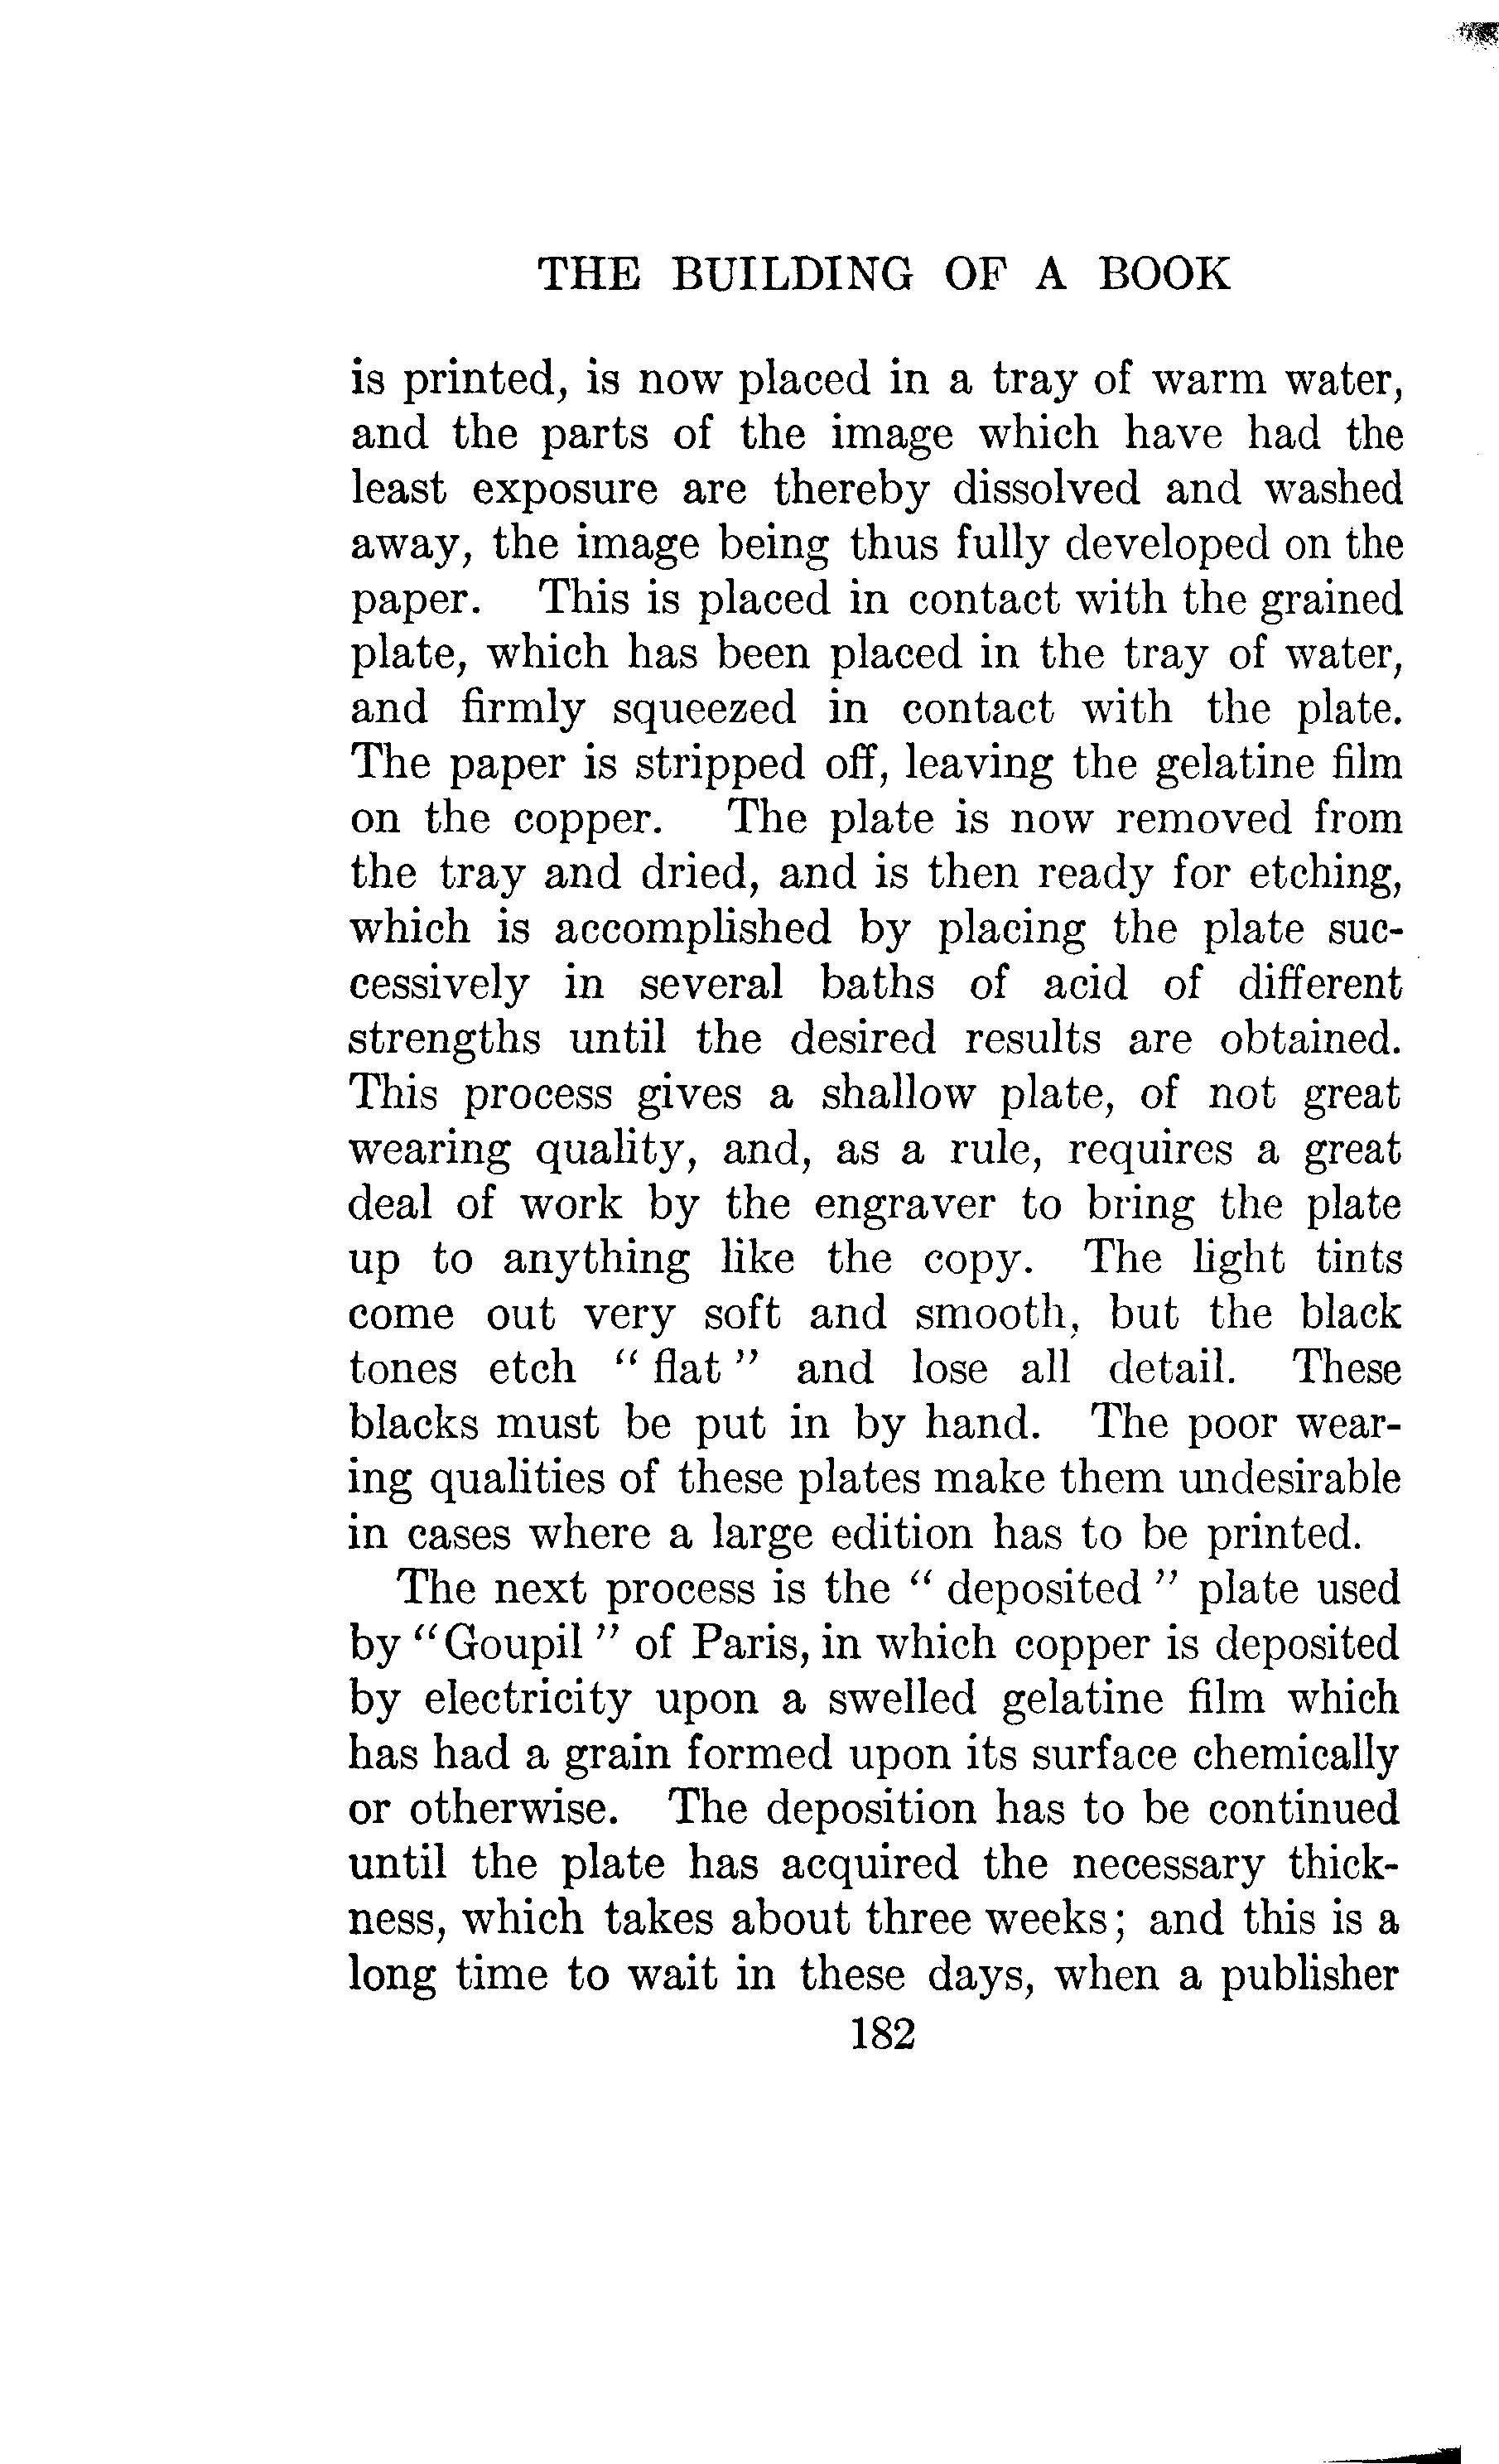 THE BUILDING OF A BOOK
is printed, is now placed in a tray of warm water,
and the parts of the image which have had the
least exposure are thereby dissolved and washed
away, the image being thus fully developed on the
paper. This is placed in contact with the grained
plate, which has been placed in the tray of water,
and firmly squeezed in contact with the plate.
The paper is stripped off, leaving the gelatine film
on the copper. The plate is now removed from
the tray and dried, and is then ready for etching,
which is accomplished by placing the plate suc-
cessively in several baths of acid of different
strengths until the desired results are obtained.
This process gives a shallow plate, of not great
wearing quality, and, as a rule, requires a great
deal of work by the engraver to bring the plate
up to anything like the copy. The light tints
come out very soft and smooth, but the black
tones etch “ flat ” and lose all detail. These
blacks must be put in by hand. The poor wear-
ing qualities of these plates make them undesirable
in cases where a large edition has to be printed.
The next process is the “ deposited ” plate used
by “Goupil ” of Paris, in which copper is deposited
by electricity upon a swelled gelatine film which
has had a grain formed upon its surface chemically
or otherwise. The deposition has to be continued
until the plate has acquired the necessary thick-
ness, which takes about three weeks; and this is a
long time to wait in these days, when a publisher
182